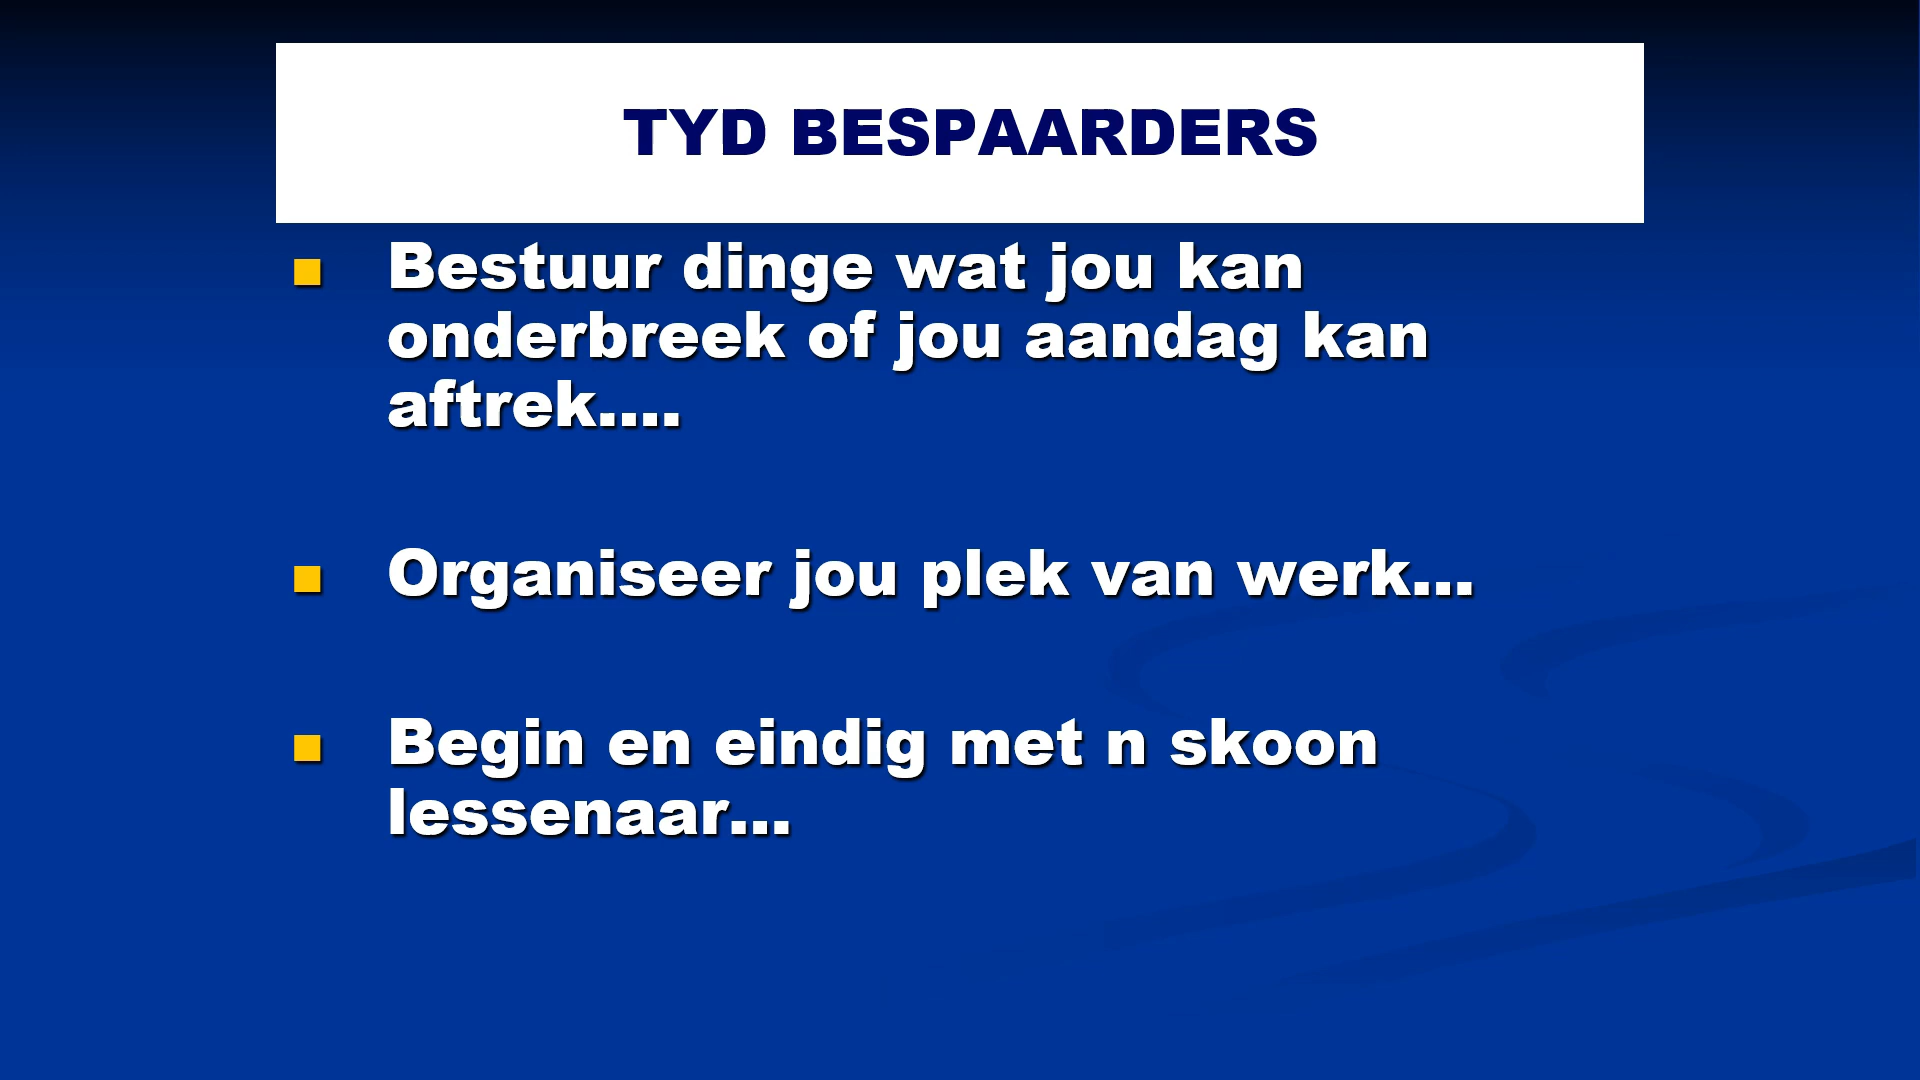 TYD BESPAARDERS
Bestuur dinge wat jou kan
onderbreek of jou aandag kan
aftrek....
Organiseer jou plek van werk...
Begin en eindig met n skoon
lessenaar...